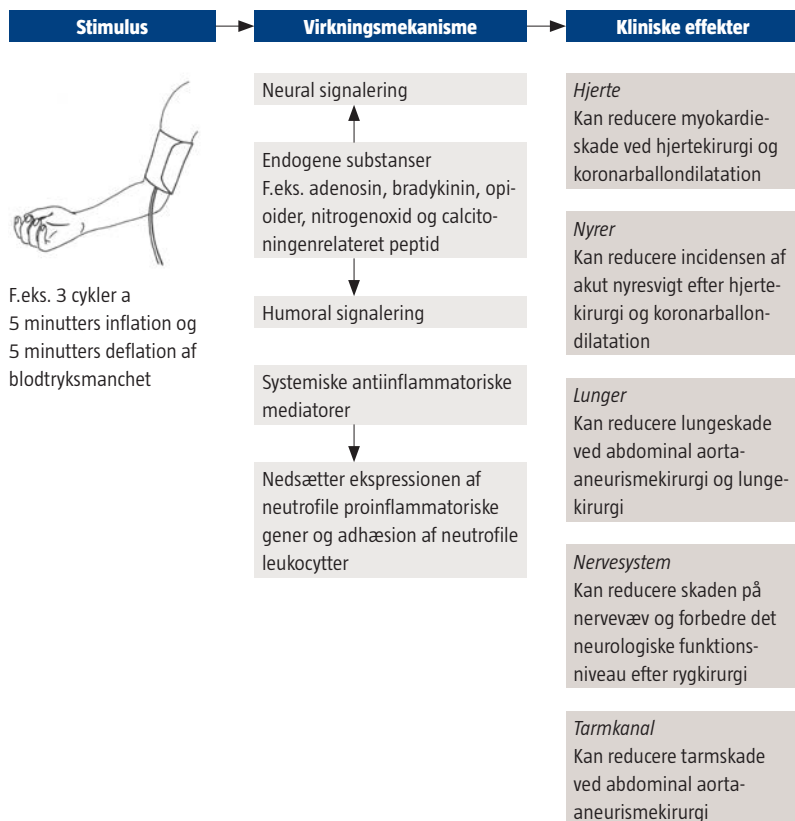 Stimulus
Virkningsmekanisme
Kliniske effekter
F.eks. 3 cykler a
5 minutters inflation og
5 minutters deflation af
blodtryksmanchet
Neural signalering
Endogene substanser
F.eks. adenosin, bradykinin, opi-
oider, nitrogenoxid og calcito-
ningenrelateret peptid
Humoral signalering
Systemiske antiinflammatoriske
mediatorer
Nedsætter ekspressionen af
neutrofile proinflammatoriske
gener og adhæsion af neutrofile
leukocytter
Hjerte
Kan reducere myokardie-
skade ved hjertekirurgi og
koronarballondilatation
Nyrer
Kan reducere incidensen af
akut nyresvigt efter hjerte-
kirurgi og koronarballon-
dilatation
Lunger
Kan reducere lungeskade
ved abdominal aorta-
aneurismekirurgi og lunge-
kirurgi
Nervesystem
Kan reducere skaden på
nervevæv og forbedre det
neurologiske funktions-
niveau efter rygkirurgi
Tarmkanal
Kan reducere tarmskade
ved abdominal aorta-
aneurismekirurgi